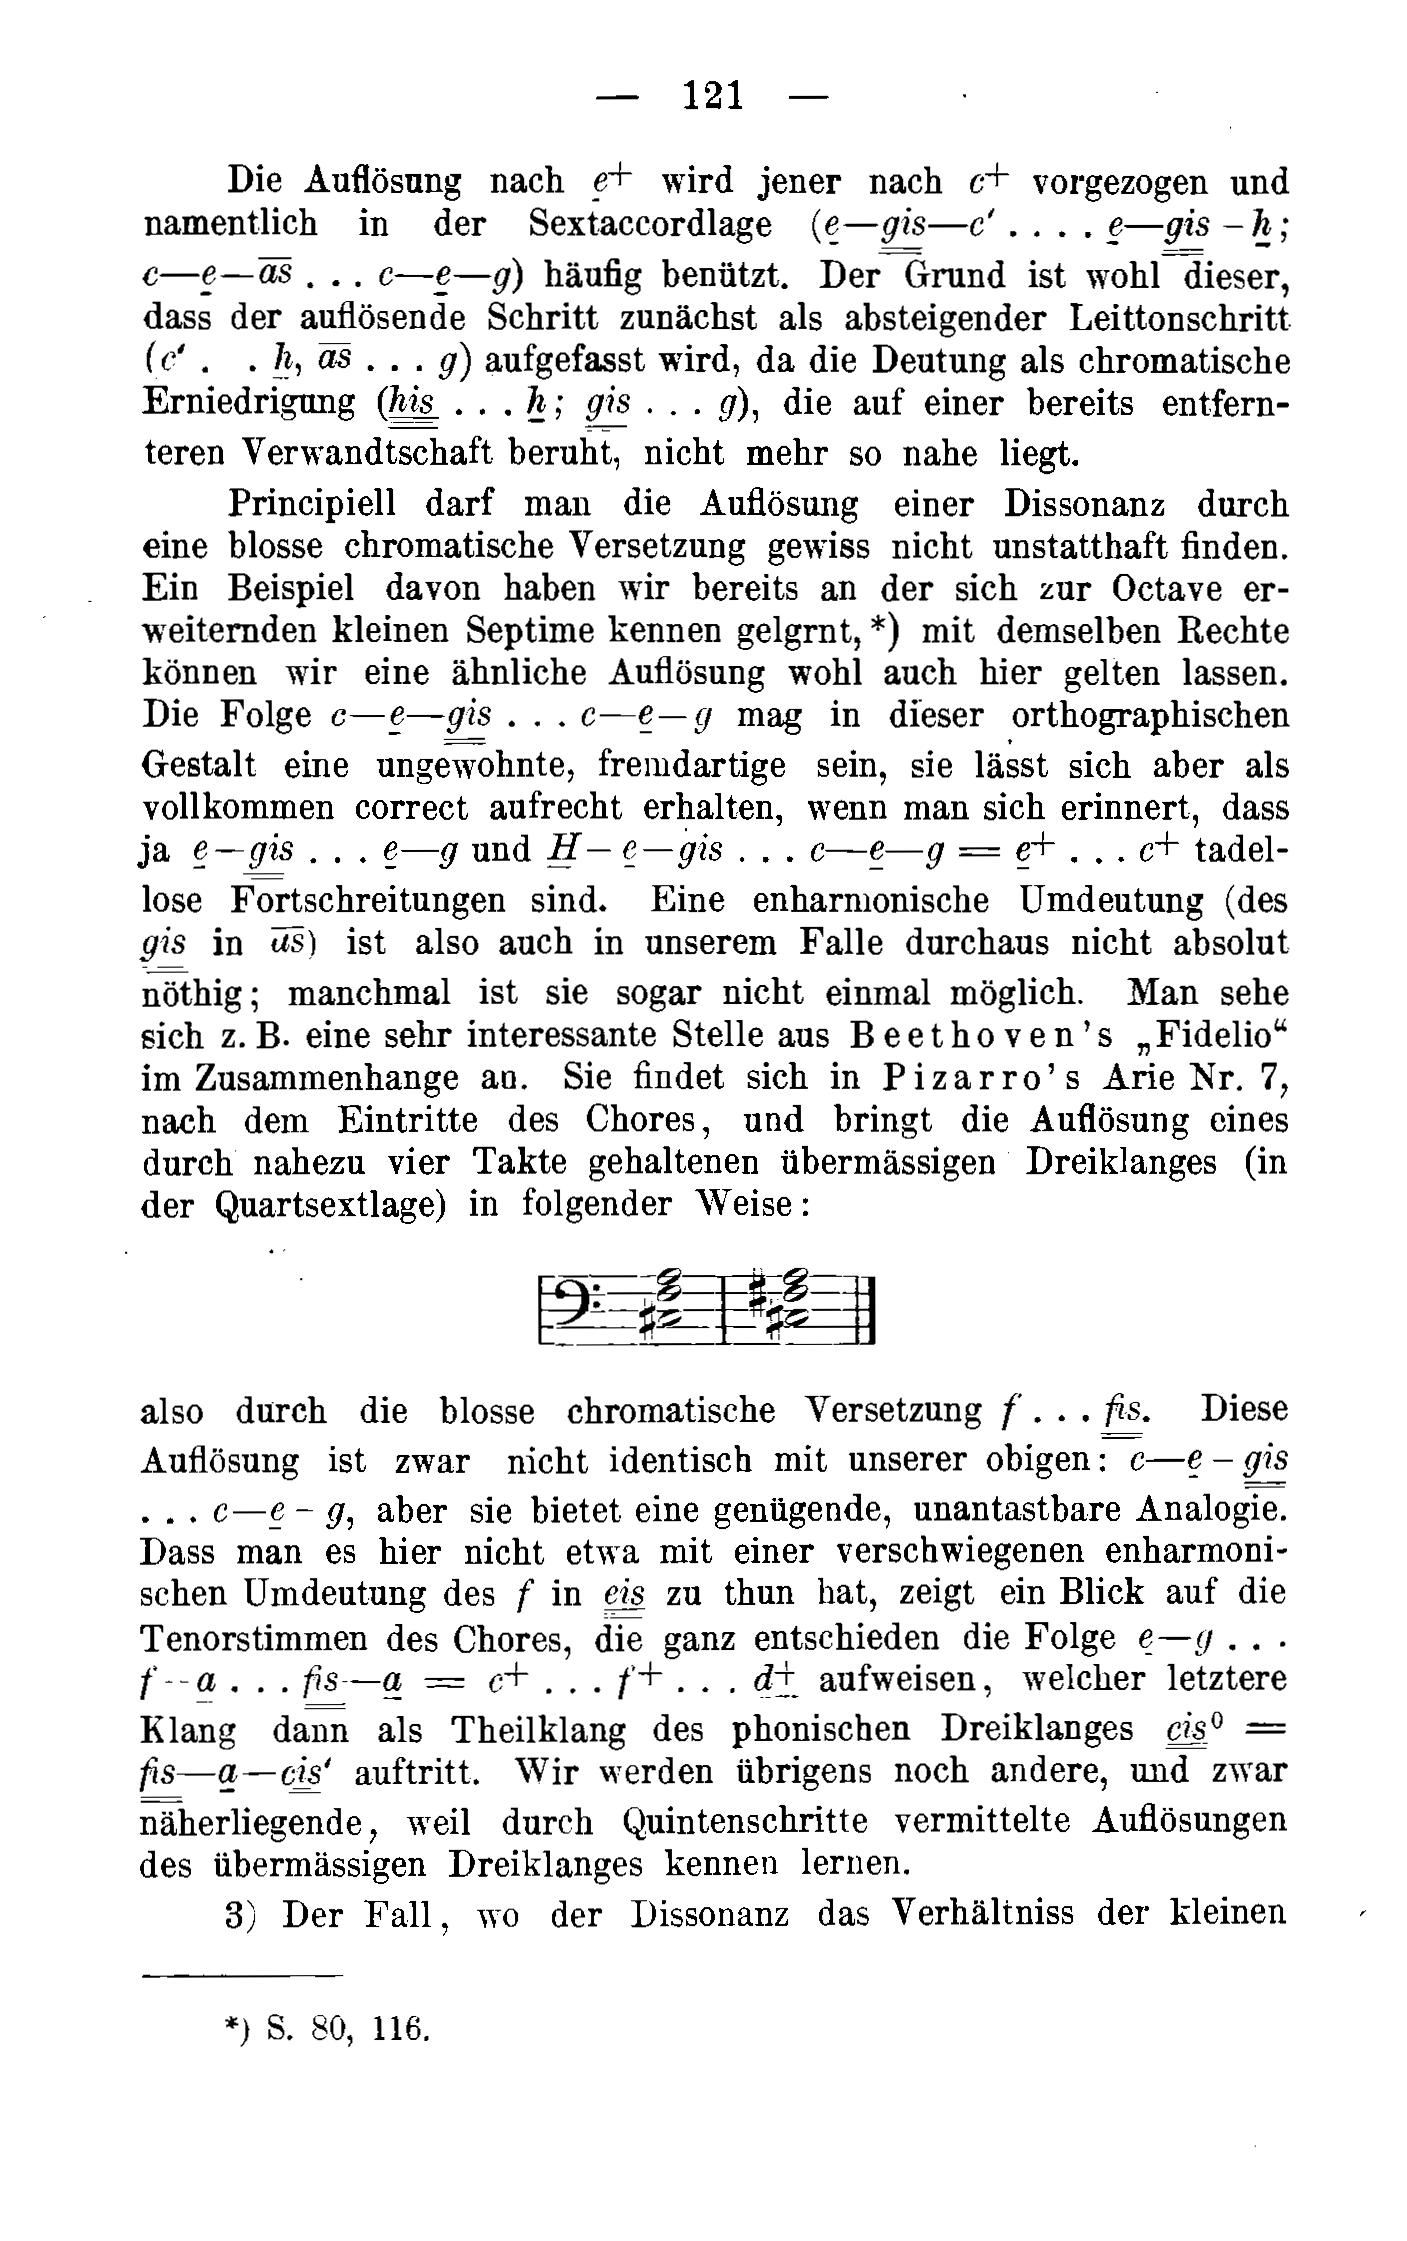 — 121 —
Die Auflösung nach e+ wird jener nach c+ vorgezogen und
namentlich in der Sextaccordlage (e—gis—c' . . . . e—gis – h;
c—e—as . . . c—e—g) häufig benützt. Der Grund ist wohl dieser,
dass der auflösende Schritt zunächst als absteigender Leittonschritt
(c' . . h, as . . . g) aufgefasst wird, da die Deutung als chromatische
Erniedrigung (his . . . h; gis . . . g), die auf einer bereits entfern-
teren Verwandtschaft beruht, nicht mehr so nahe liegt.
Principiell darf man die Auflösung einer Dissonanz durch
eine blosse chromatische Versetzung gewiss nicht unstatthaft finden.
Ein Beispiel davon haben wir bereits an der sich zur Octave er-
weiternden kleinen Septime kennen gelgrnt, *) mit demselben Rechte
können wir eine ähnliche Auflösung wohl auch hier gelten lassen.
Die Folge c—e—gis . . . c—e—g mag in dieser orthographischen
Gestalt eine ungewohnte, fremdartige sein, sie lässt sich aber als
vollkommen correct aufrecht erhalten, wenn man sich erinnert, dass
ja e—gis . . . e—g und H—e—gis . . . c—e—g = e+ . . . c+ tadel-
lose Fortschreitungen sind. Eine enharmonische Umdeutung (des
gis in as) ist also auch in unserem Falle durchaus nicht absolut
nöthig; manchmal ist sie sogar nicht einmal möglich. Man sehe
sich z. B. eine sehr interessante Stelle aus Beethoven's „Fidelio“
im Zusammenhange an. Sie findet sich in Pizarro's Arie Nr. 7,
nach dem Eintritte des Chores, und bringt die Auflösung eines
durch nahezu vier Takte gehaltenen übermässigen Dreiklanges (in
der Quartsextlage) in folgender Weise:
also durch die blosse chromatische Versetzung f . . . fis. Diese
Auflösung ist zwar nicht identisch mit unserer obigen: c—e – gis
. . . c—e – g, aber sie bietet eine genügende, unantastbare Analogie.
Dass man es hier nicht etwa mit einer verschwiegenen enharmoni-
schen Umdeutung des f in eis zu thun hat, zeigt ein Blick auf die
Tenorstimmen des Chores, die ganz entschieden die Folge e—g . . .
f—a . . . fis—a = c+ . . . f+ . . . d+ aufweisen, welcher letztere
Klang dann als Theilklang des phonischen Dreiklanges cis⁰ =
fis—a—cis' auftritt. Wir werden übrigens noch andere, und zwar
näherliegende, weil durch Quintenschritte vermittelte Auflösungen
des übermässigen Dreiklanges kennen lernen.
3) Der Fall, wo der Dissonanz das Verhältniss der kleinen
*) S. 80, 116.